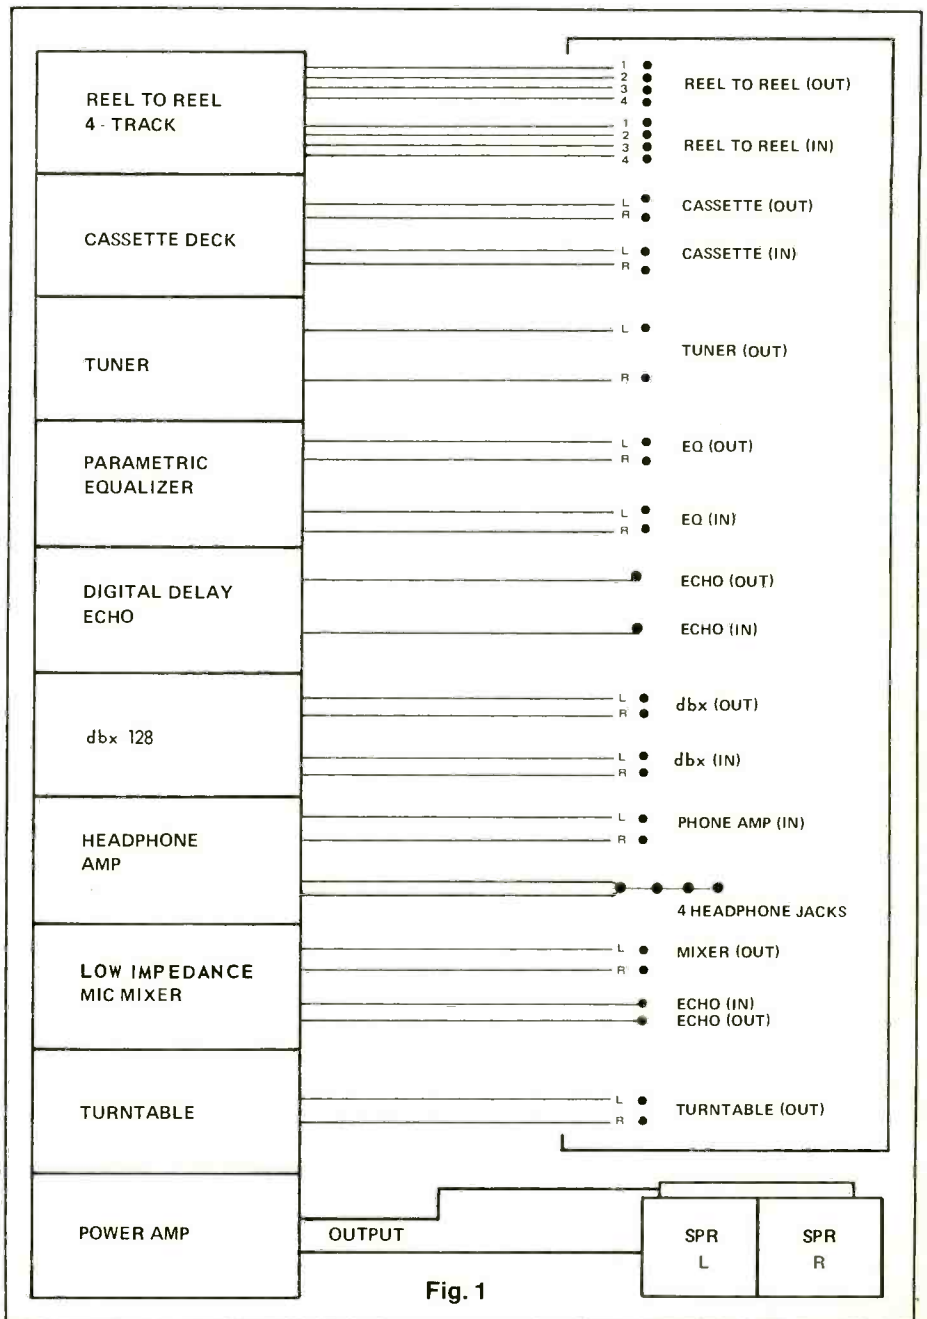 REEL TO REEL
4 - TRACK
1
2
3
4
REEL TO REEL (OUT)
1
2
3
4
REEL TO REEL (IN)
CASSETTE DECK
L
R
CASSETTE (OUT)
L
R
CASSETTE (IN)
TUNER
L
R
TUNER (OUT)
PARAMETRIC
EQUALIZER
L
R
EQ (OUT)
L
R
EQ (IN)
DIGITAL DELAY
ECHO
ECHO (OUT)
ECHO (IN)
dbx 128
L
R
dbx (OUT)
L
R
dbx (IN)
HEADPHONE
AMP
L
R
PHONE AMP (IN)
4 HEADPHONE JACKS
LOW IMPEDANCE
MIC MIXER
L
R
MIXER (OUT)
ECHO (IN)
ECHO (OUT)
TURNTABLE
L
R
TURNTABLE (OUT)
POWER AMP
OUTPUT
SPR
L
SPR
R
Fig. 1